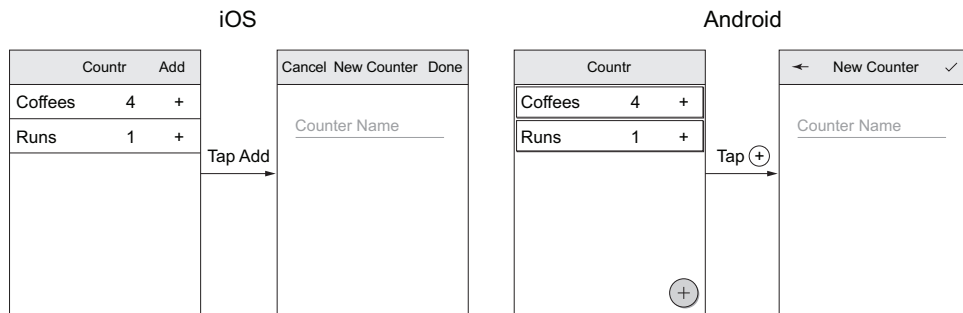 iOS
Android
Countr Add
Coffees 4 +
Runs 1 +
Tap Add
Cancel New Counter Done
Counter Name
Countr
Coffees 4 +
Runs 1 +
+
Tap +
← New Counter ✓
Counter Name